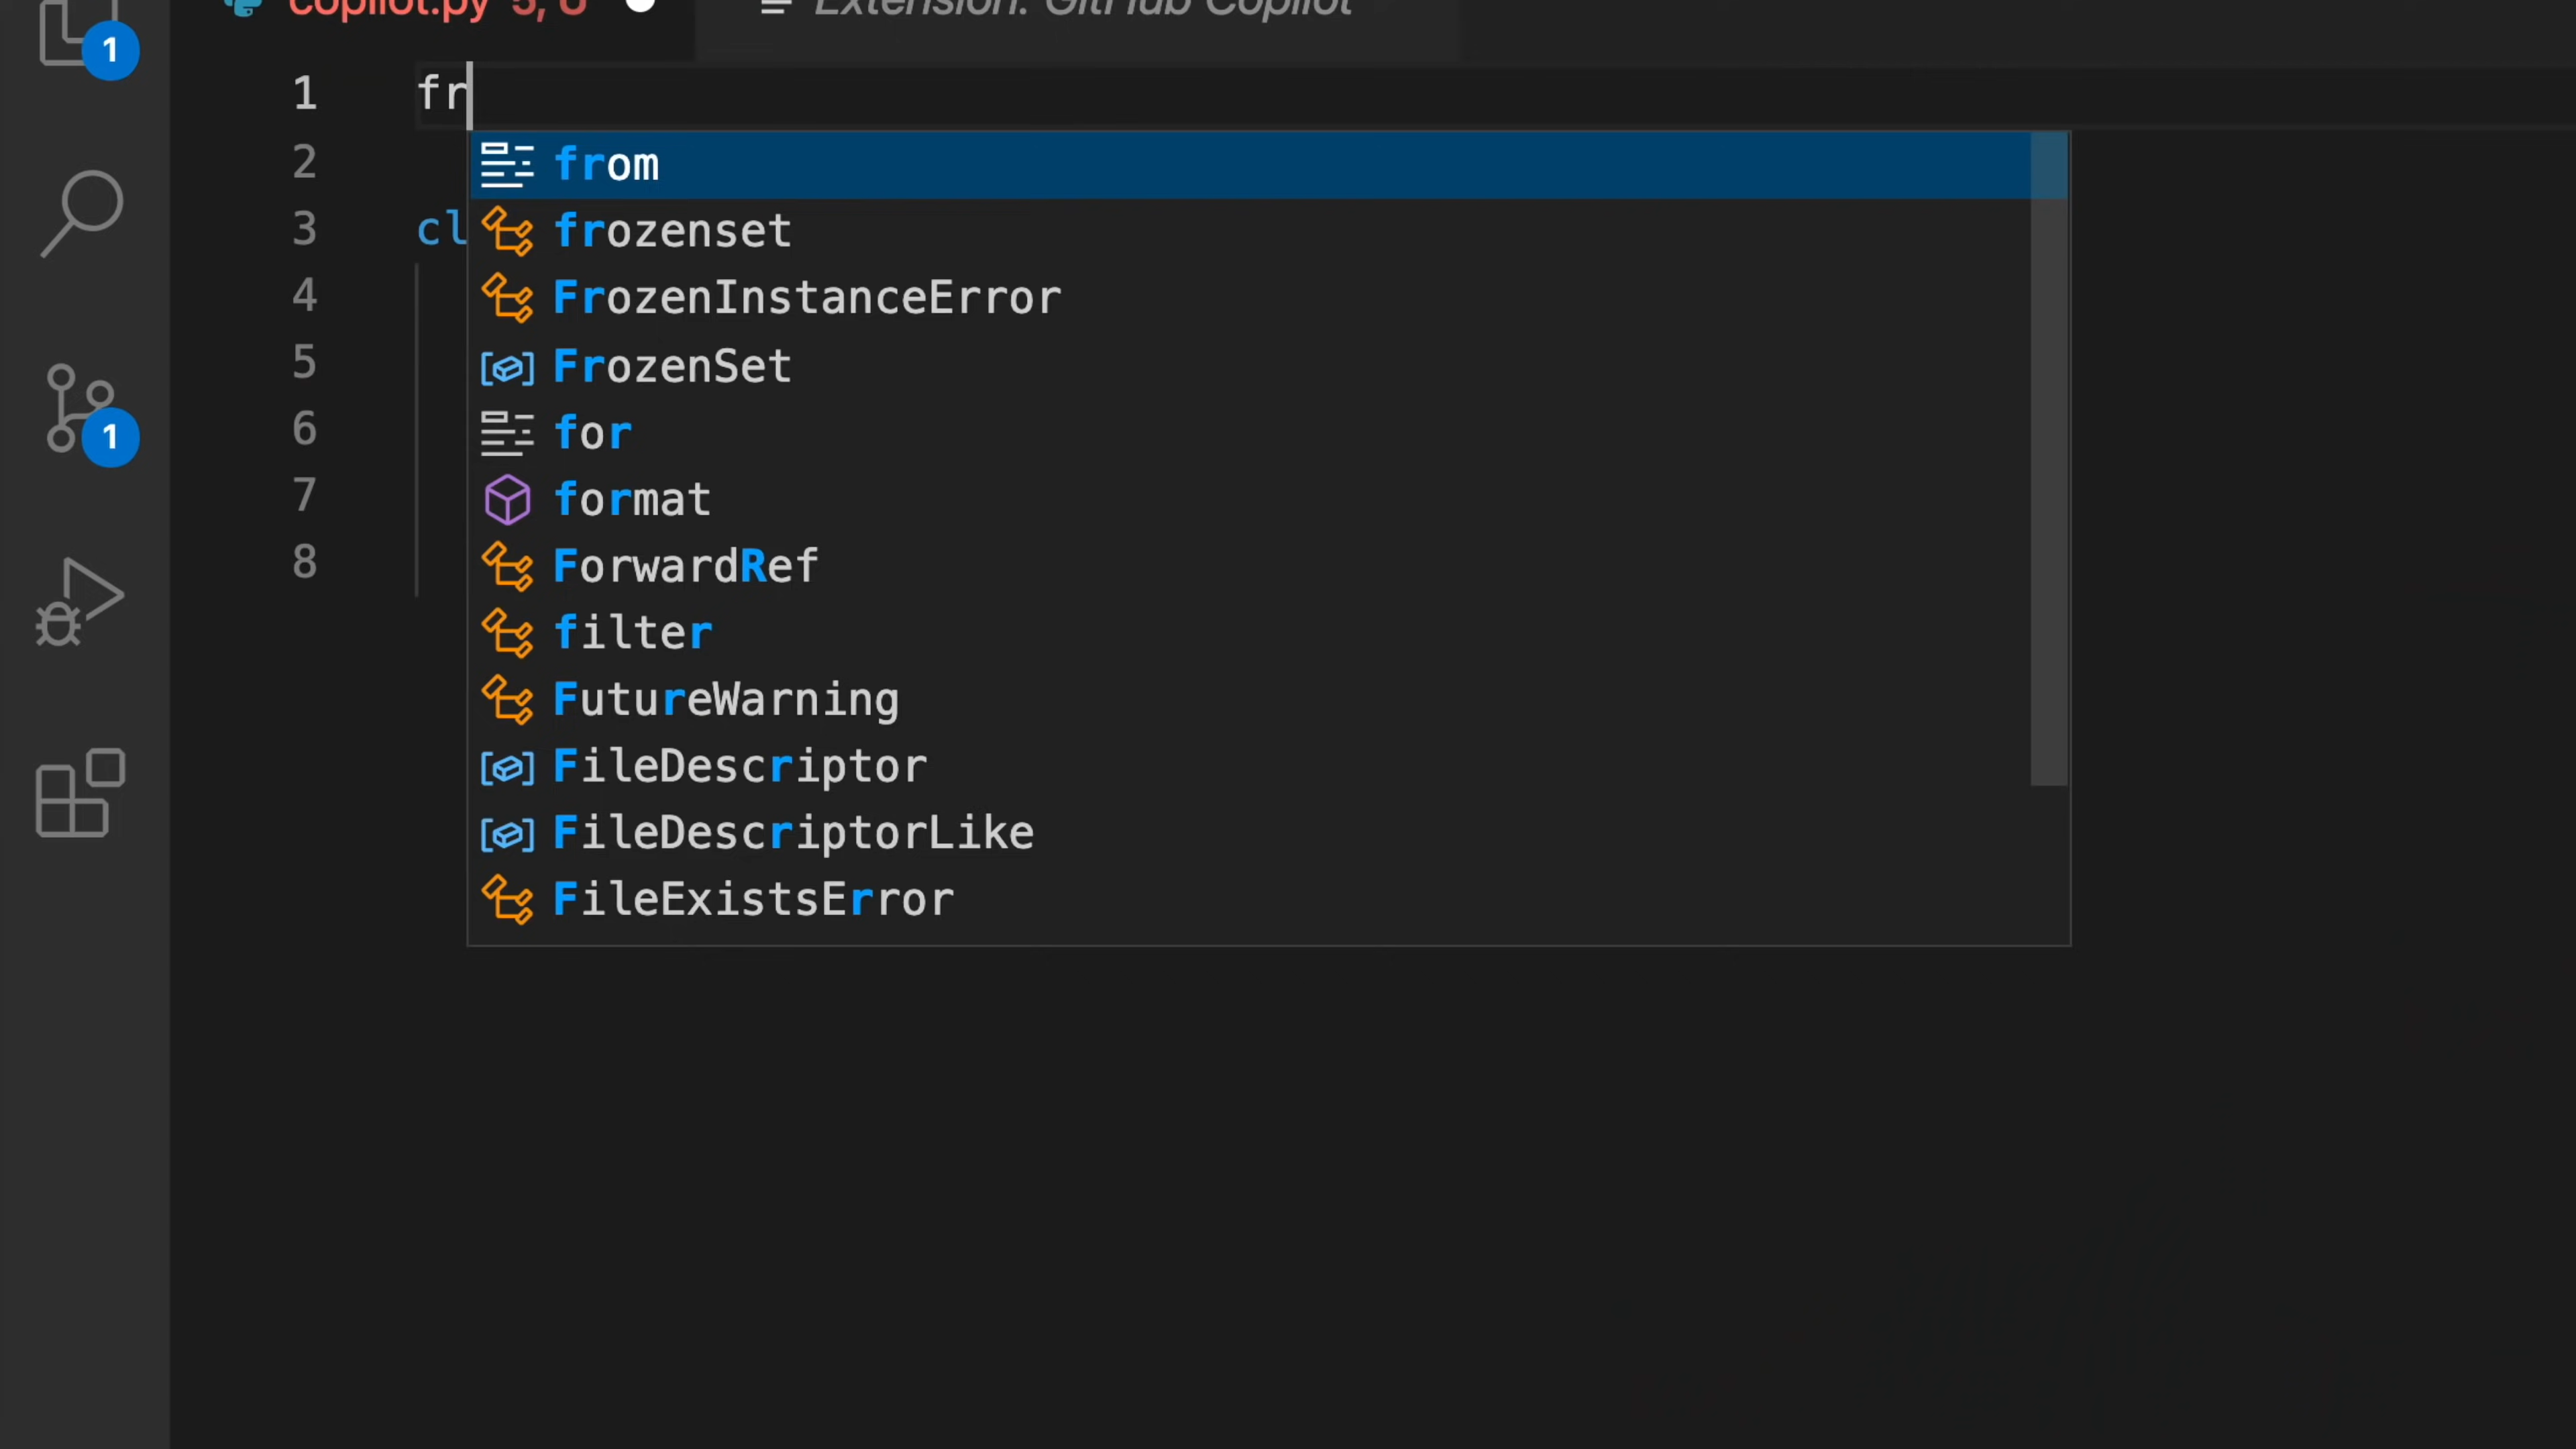 copilot.py 5, U
Extension: GitHub Copilot
1
1 fr
2 from
3 cl frozenset
4 FrozenInstanceError
5 FrozenSet
6 for
7 format
8 ForwardRef
filter
FutureWarning
FileDescriptor
FileDescriptorLike
FileExistsError
1